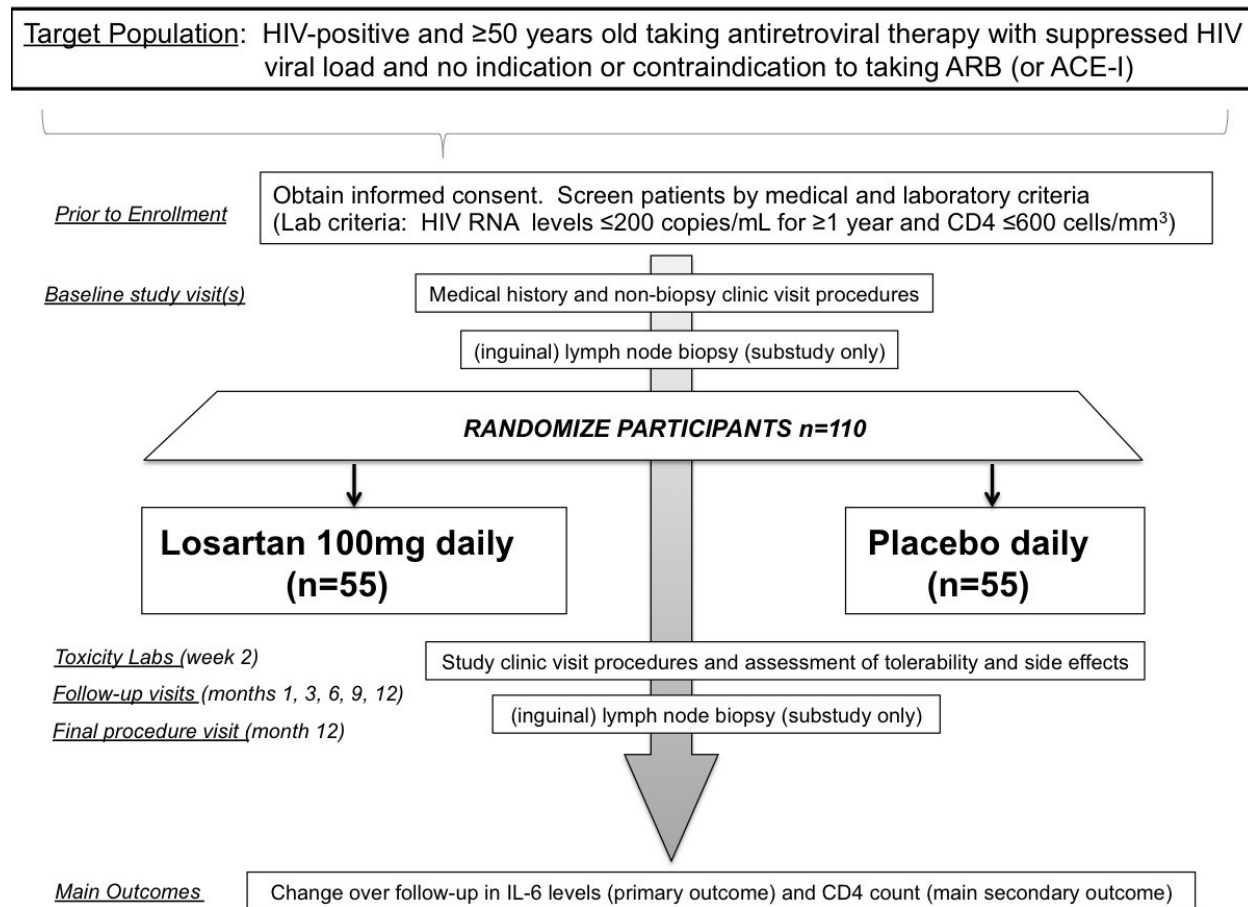 Target Population: HIV-positive and ≥50 years old taking antiretroviral therapy with suppressed HIV
viral load and no indication or contraindication to taking ARB (or ACE-I)
Prior to Enrollment
Obtain informed consent. Screen patients by medical and laboratory criteria
(Lab criteria: HIV RNA levels ≤200 copies/mL for ≥1 year and CD4 ≤600 cells/mm³)
Baseline study visit(s)
Medical history and non-biopsy clinic visit procedures
(inguinal) lymph node biopsy (substudy only)
RANDOMIZE PARTICIPANTS n=110
Losartan 100mg daily
(n=55)
Placebo daily
(n=55)
Toxicity Labs (week 2)
Follow-up visits (months 1, 3, 6, 9, 12)
Final procedure visit (month 12)
Study clinic visit procedures and assessment of tolerability and side effects
(inguinal) lymph node biopsy (substudy only)
Main Outcomes
Change over follow-up in IL-6 levels (primary outcome) and CD4 count (main secondary outcome)